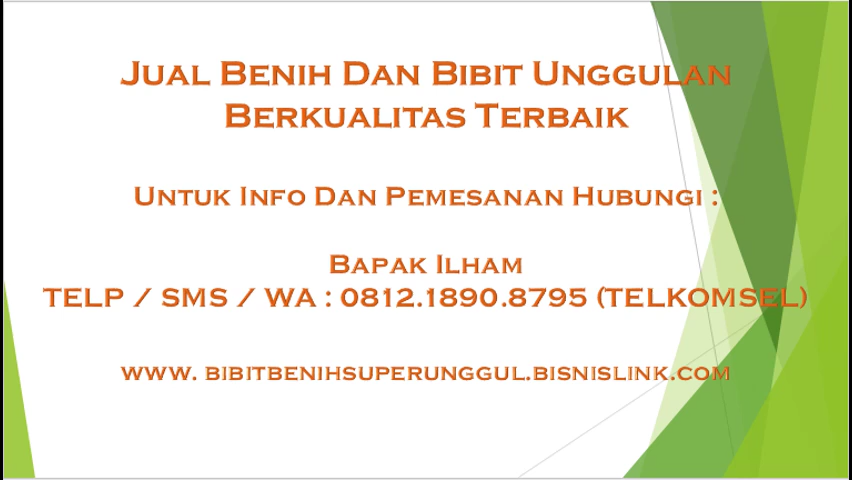 Jual Benih Dan Bibit Unggulan
Berkualitas Terbaik
Untuk Info Dan Pemesanan Hubungi :
Bapak Ilham
TELP / SMS / WA : 0812.1890.8795 (TELKOMSEL)
www. bibitbenihsuperunggul.bisnislink.com